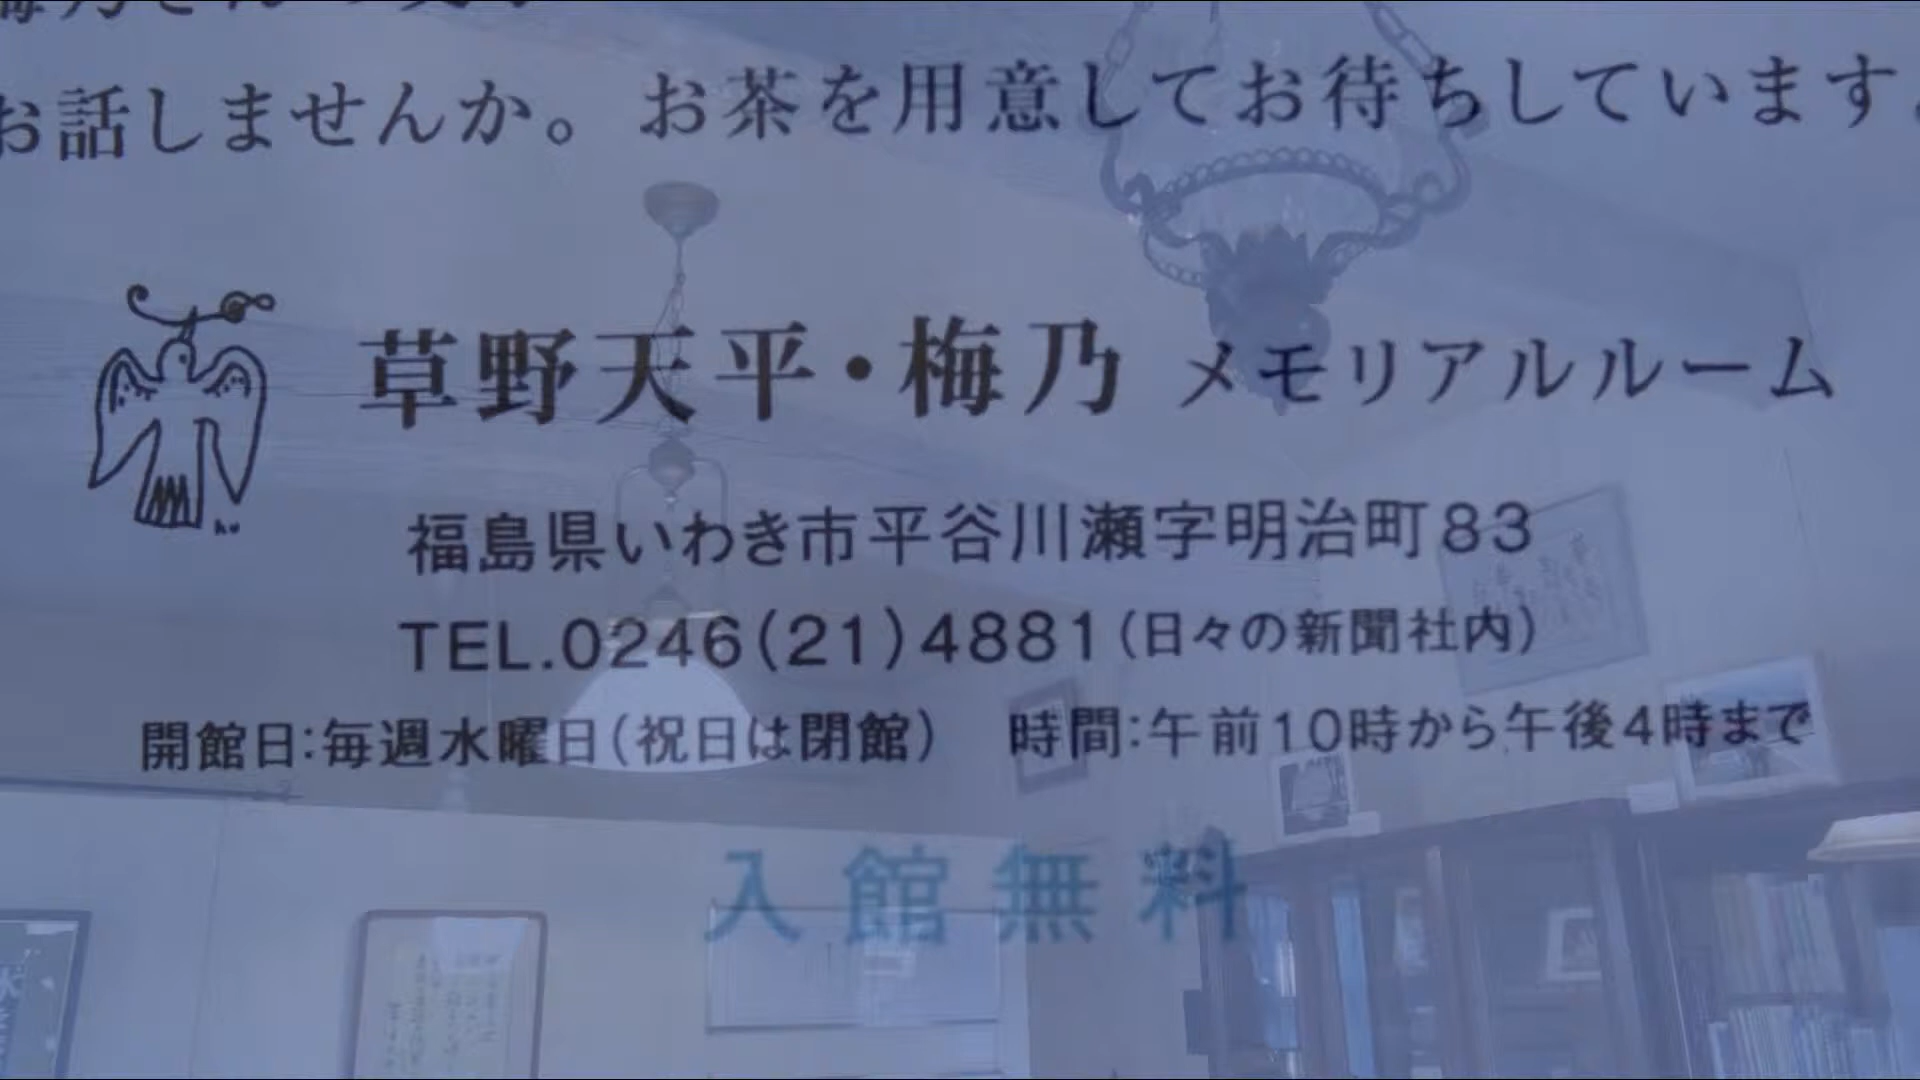 お話しませんか。お茶を用意してお待ちしています。
草野天平・梅乃 メモリアルルーム
福島県いわき市平谷川瀬字明治町83
TEL.0246(21)4881(日々の新聞社内)
開館日:毎週水曜日(祝日は閉館) 時間:午前10時から午後4時まで
入館無料